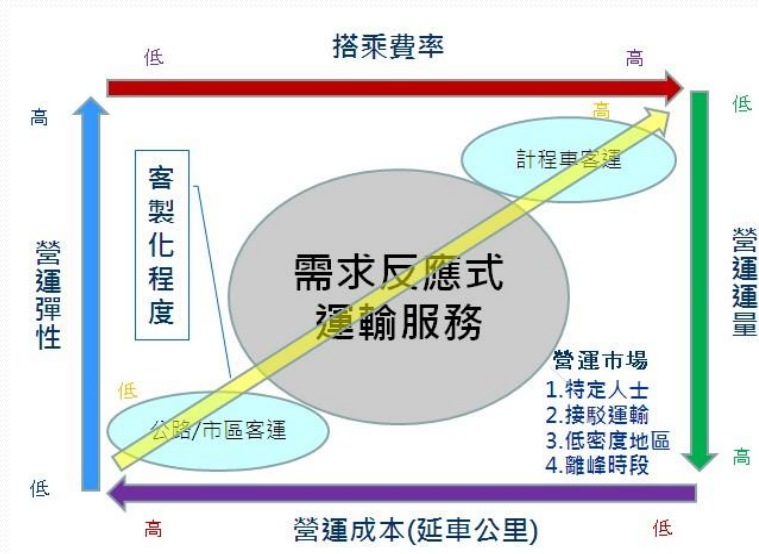 搭乘費率
低
高
高
低
高
客製化程度
計程車客運
營運彈性
需求反應式
運輸服務
營運運量
營運市場
1.特定人士
2.接駁運輸
3.低密度地區
4.離峰時段
低
公路/市區客運
低
高
高
營運成本(延車公里)
低